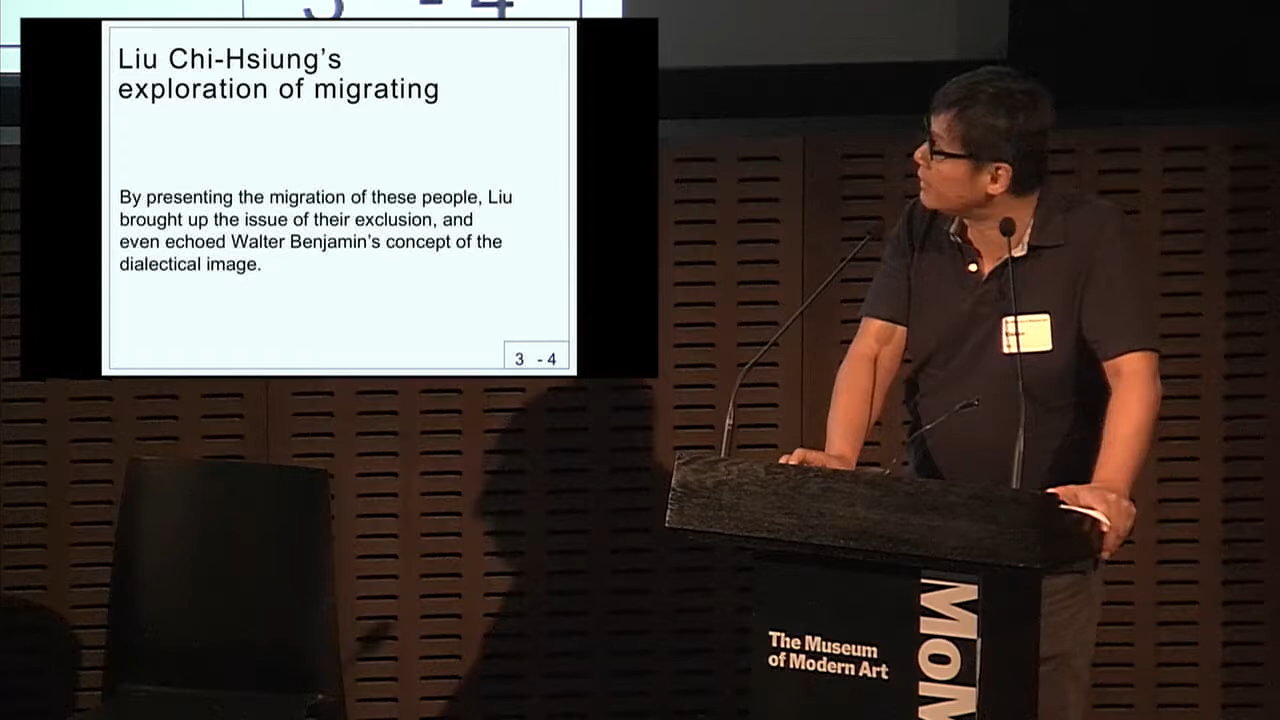 3 - 4
Liu Chi-Hsiung's
exploration of migrating
By presenting the migration of these people, Liu
brought up the issue of their exclusion, and
even echoed Walter Benjamin's concept of the
dialectical image.
3 - 4
The Museum
of Modern Art
MoM